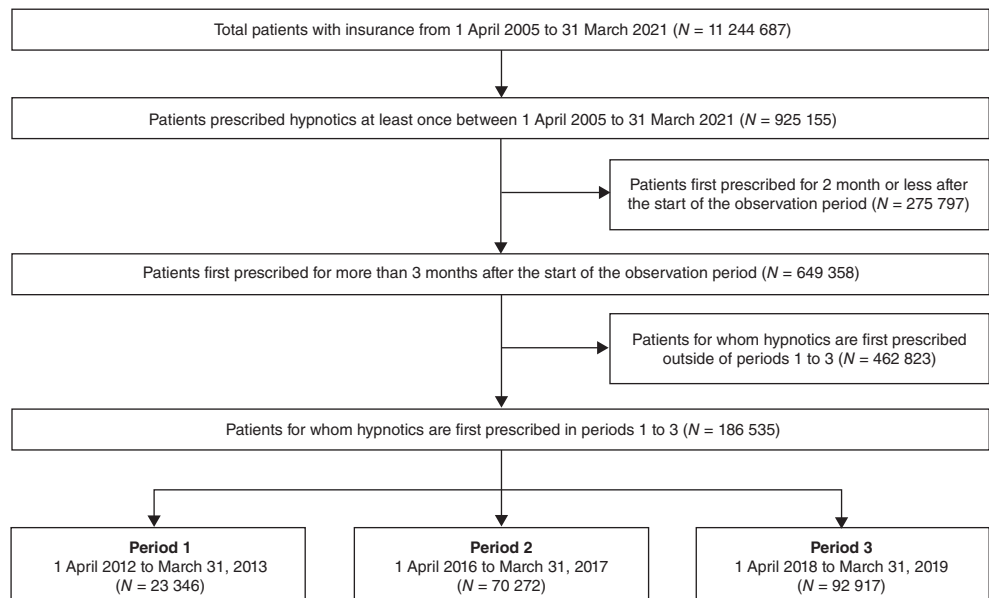 Total patients with insurance from 1 April 2005 to 31 March 2021 (N = 11 244 687)
Patients prescribed hypnotics at least once between 1 April 2005 to 31 March 2021 (N = 925 155)
Patients first prescribed for 2 month or less after
the start of the observation period (N = 275 797)
Patients first prescribed for more than 3 months after the start of the observation period (N = 649 358)
Patients for whom hypnotics are first prescribed
outside of periods 1 to 3 (N = 462 823)
Patients for whom hypnotics are first prescribed in periods 1 to 3 (N = 186 535)
Period 1
1 April 2012 to March 31, 2013
(N = 23 346)
Period 2
1 April 2016 to March 31, 2017
(N = 70 272)
Period 3
1 April 2018 to March 31, 2019
(N = 92 917)